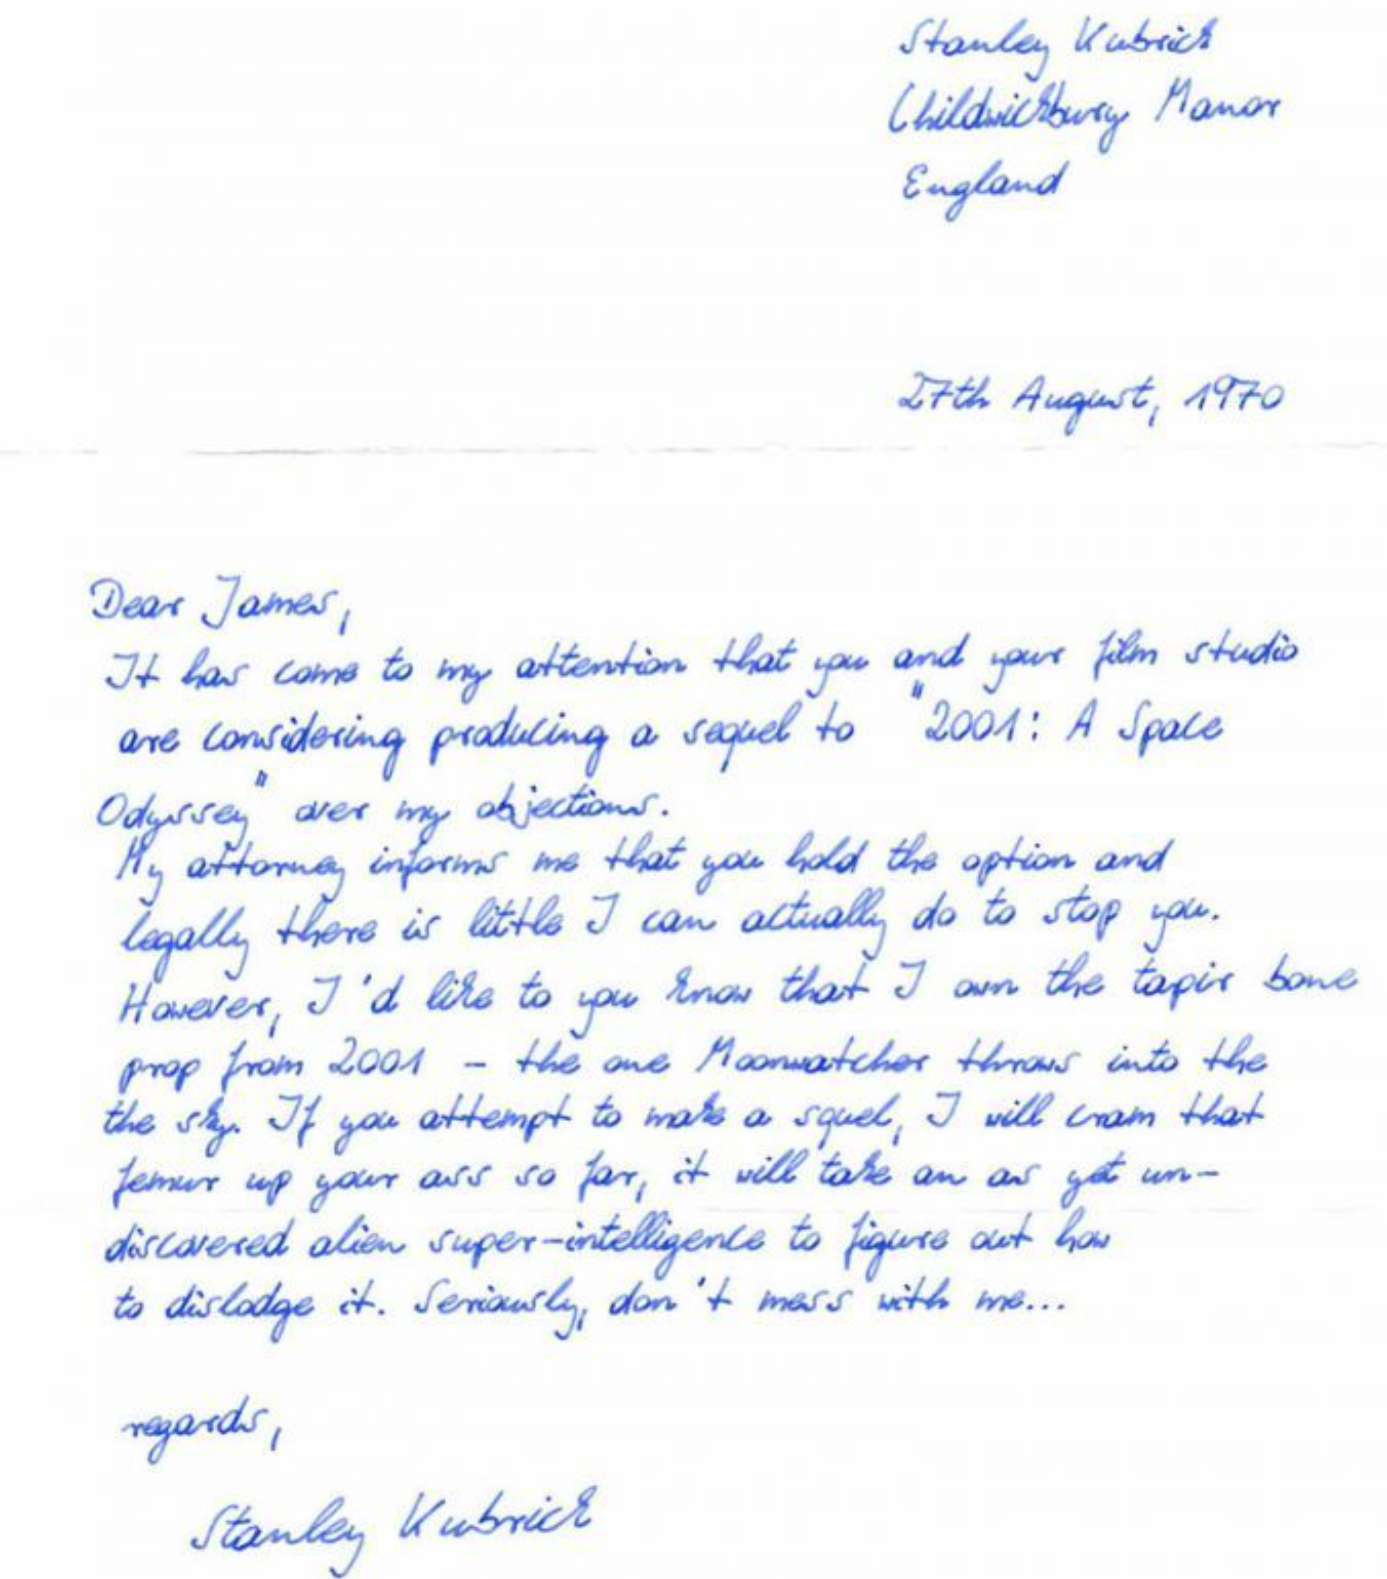 Stanley Kubrick
Childwickbury Manor
England
27th August, 1970
Dear James,
It has come to my attention that you and your film studio
are considering producing a sequel to "2001: A Space
Odyssey" over my objections.
My attorney informs me that you hold the option and
legally there is little I can actually do to stop you.
However, I'd like to you know that I own the tapir bone
prop from 2001 - the one Moonwatcher throws into the
the sky. If you attempt to make a squel, I will cram that
femur up your ass so far, it will take an as yet un-
discovered alien super-intelligence to figure out how
to dislodge it. Seriously, don't mess with me...
regards,
Stanley Kubrick